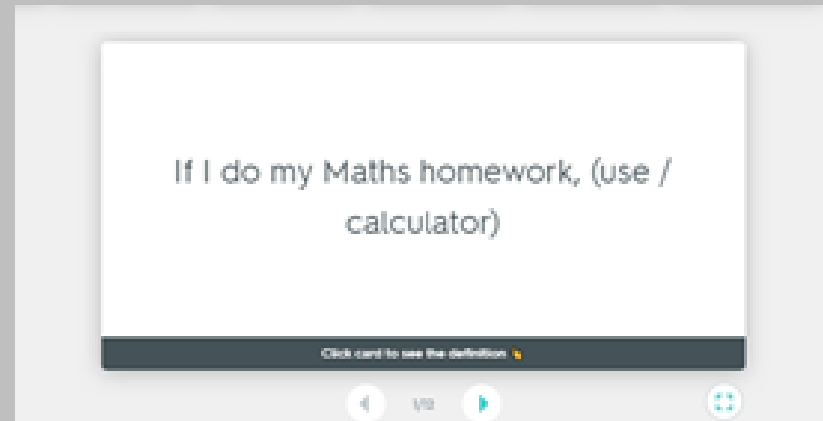 If I do my Maths homework, (use /
calculator)
Click card to see the definition